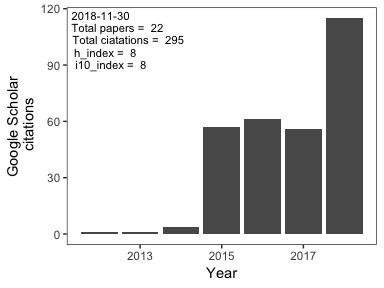 2018-11-30
Total papers = 22
Total ciatations = 295
h_index = 8
i10_index = 8
120
90
60
30
0
Google Scholar
citations
2013
2015
2017
Year